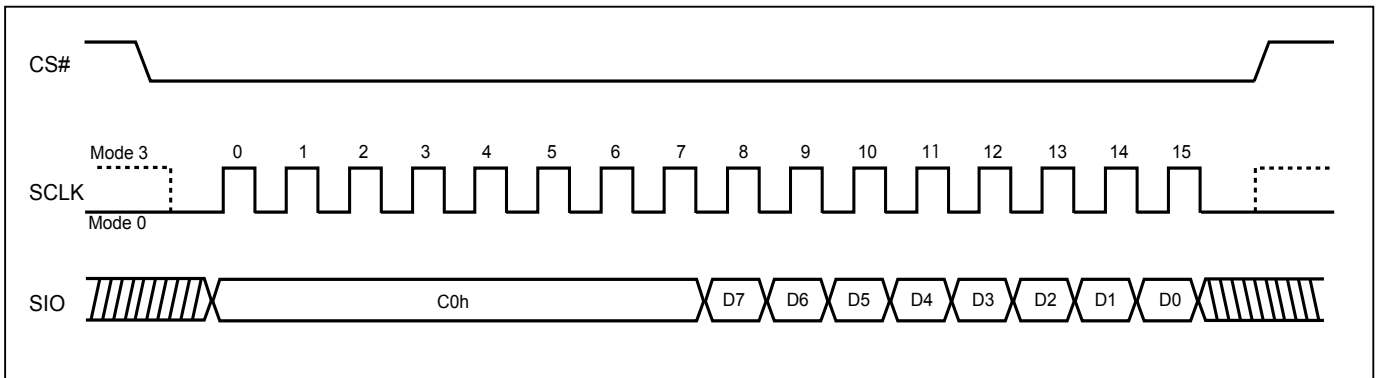 CS#
Mode 3
0 1 2 3 4 5 6 7 8 9 10 11 12 13 14 15
SCLK
Mode 0
SIO
C0h D7 D6 D5 D4 D3 D2 D1 D0